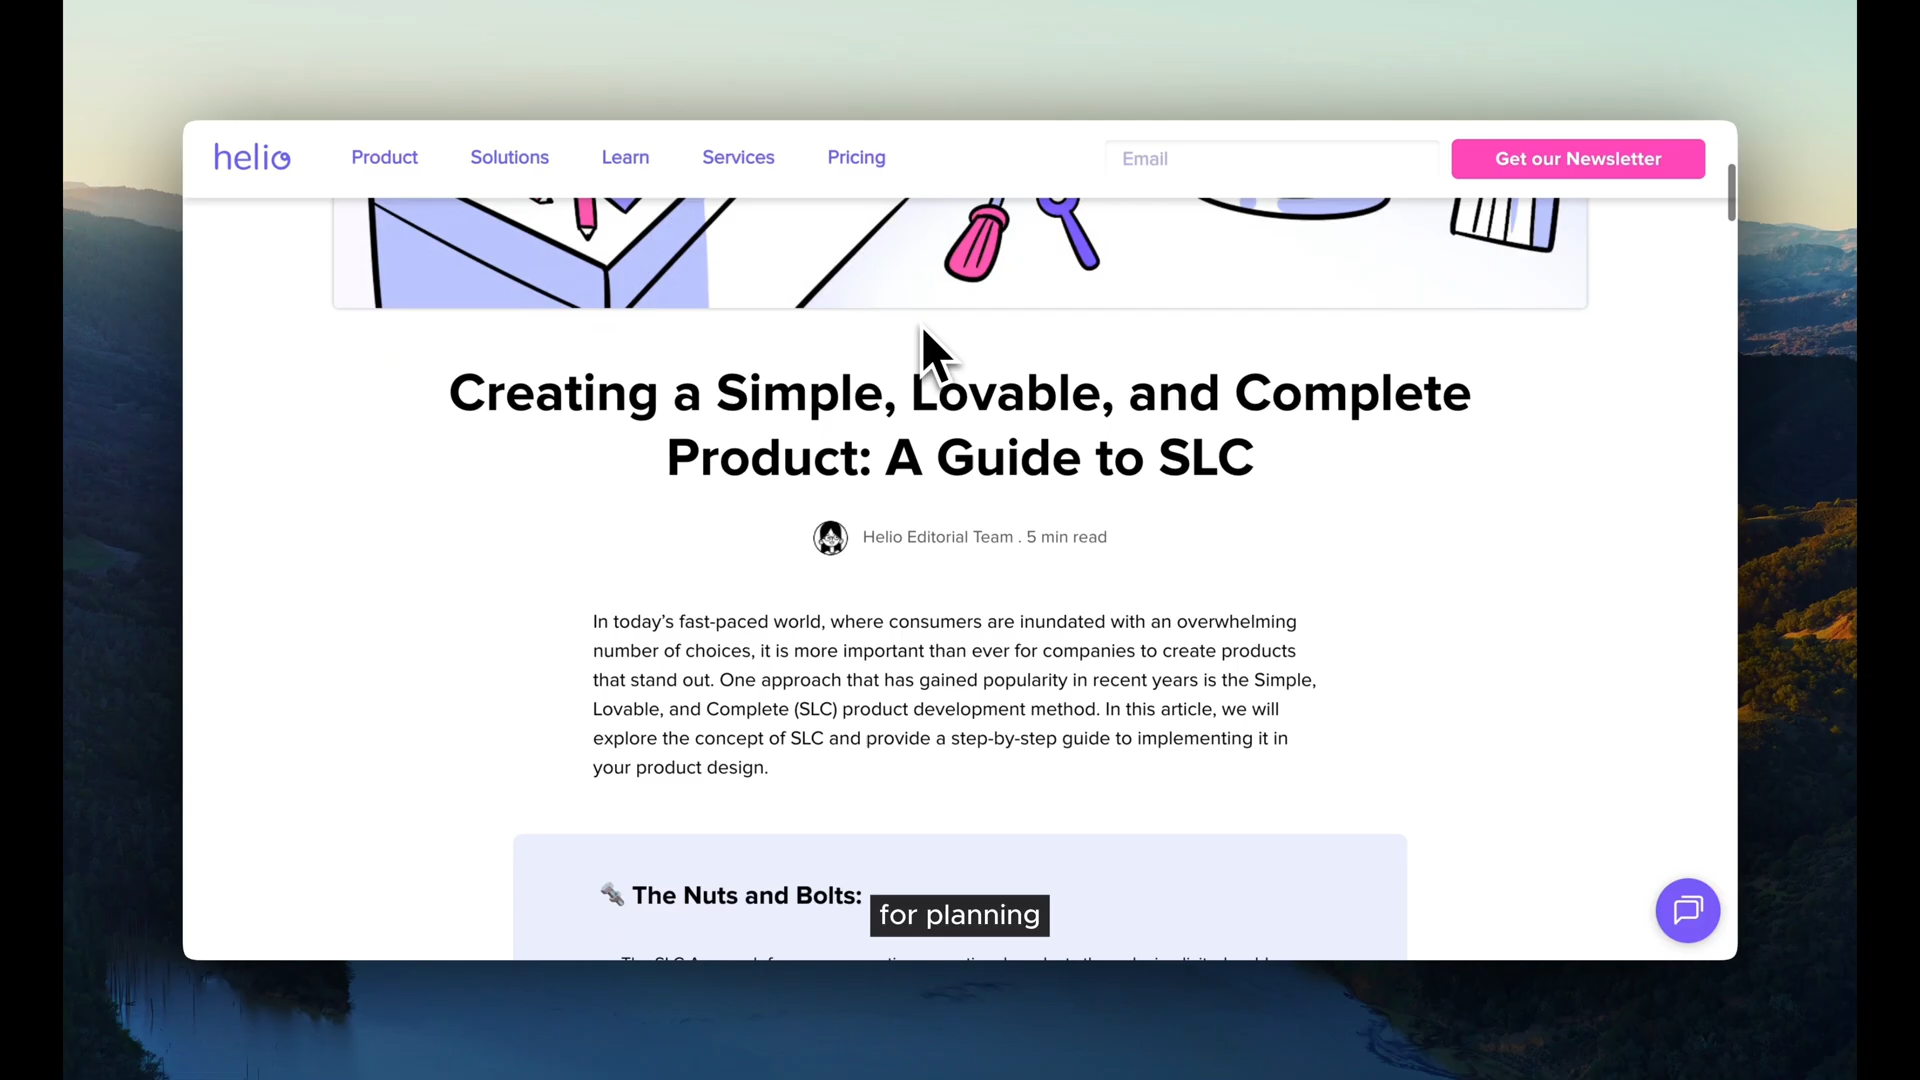 helio
Product
Solutions
Learn
Services
Pricing
Email
Get our Newsletter
Creating a Simple, Lovable, and Complete
Product: A Guide to SLC
Helio Editorial Team . 5 min read
In today’s fast-paced world, where consumers are inundated with an overwhelming
number of choices, it is more important than ever for companies to create products
that stand out. One approach that has gained popularity in recent years is the Simple,
Lovable, and Complete (SLC) product development method. In this article, we will
explore the concept of SLC and provide a step-by-step guide to implementing it in
your product design.
The Nuts and Bolts:
for planning